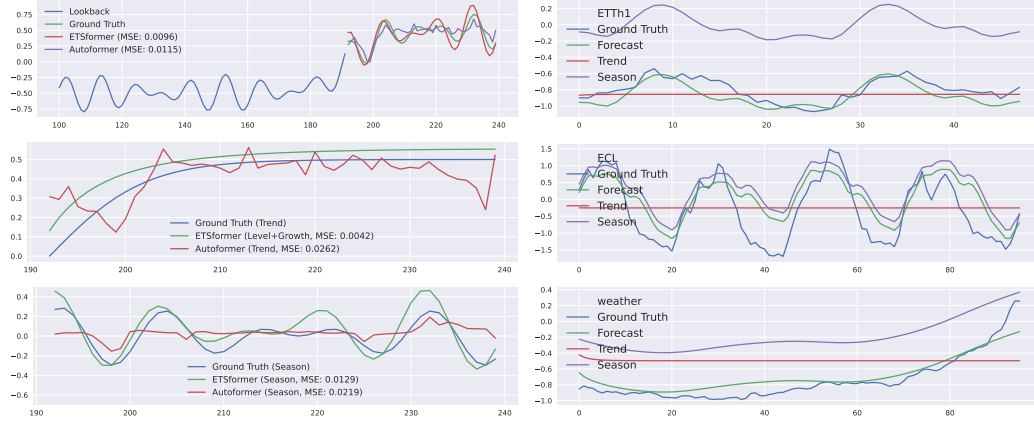 0.75
0.50
0.25
0.00
−0.25
−0.50
−0.75
Lookback
Ground Truth
ETSformer (MSE: 0.0096)
Autoformer (MSE: 0.0115)
100 120 140 160 180 200 220 240
0.5
0.4
0.3
0.2
0.1
0.0
Ground Truth (Trend)
ETSformer (Level+Growth, MSE: 0.0042)
Autoformer (Trend, MSE: 0.0262)
190 200 210 220 230 240
0.4
0.2
0.0
−0.2
−0.4
−0.6
Ground Truth (Season)
ETSformer (Season, MSE: 0.0129)
Autoformer (Season, MSE: 0.0219)
190 200 210 220 230 240
0.2
0.0
−0.2
−0.4
−0.6
−0.8
−1.0
ETTh1
Ground Truth
Forecast
Trend
Season
0 10 20 30 40
1.5
1.0
0.5
0.0
−0.5
−1.0
−1.5
ECL
Ground Truth
Forecast
Trend
Season
0 20 40 60 80
0.4
0.2
0.0
−0.2
−0.4
−0.6
−0.8
−1.0
weather
Ground Truth
Forecast
Trend
Season
0 20 40 60 80